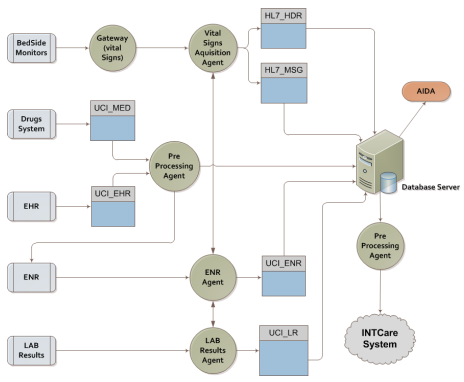 BedSide
Monitors
Gateway
(vital
Signs)
Vital
Signs
Aquisition
Agent
HL7_HDR
HL7_MSG
AIDA
Drugs
System
UCI_MED
Pre
Processing
Agent
UCI_EHR
EHR
Database Server
ENR
ENR
Agent
UCI_ENR
Pre
Processing
Agent
LAB
Results
LAB
Results
Agent
UCI_LR
INTCare
System